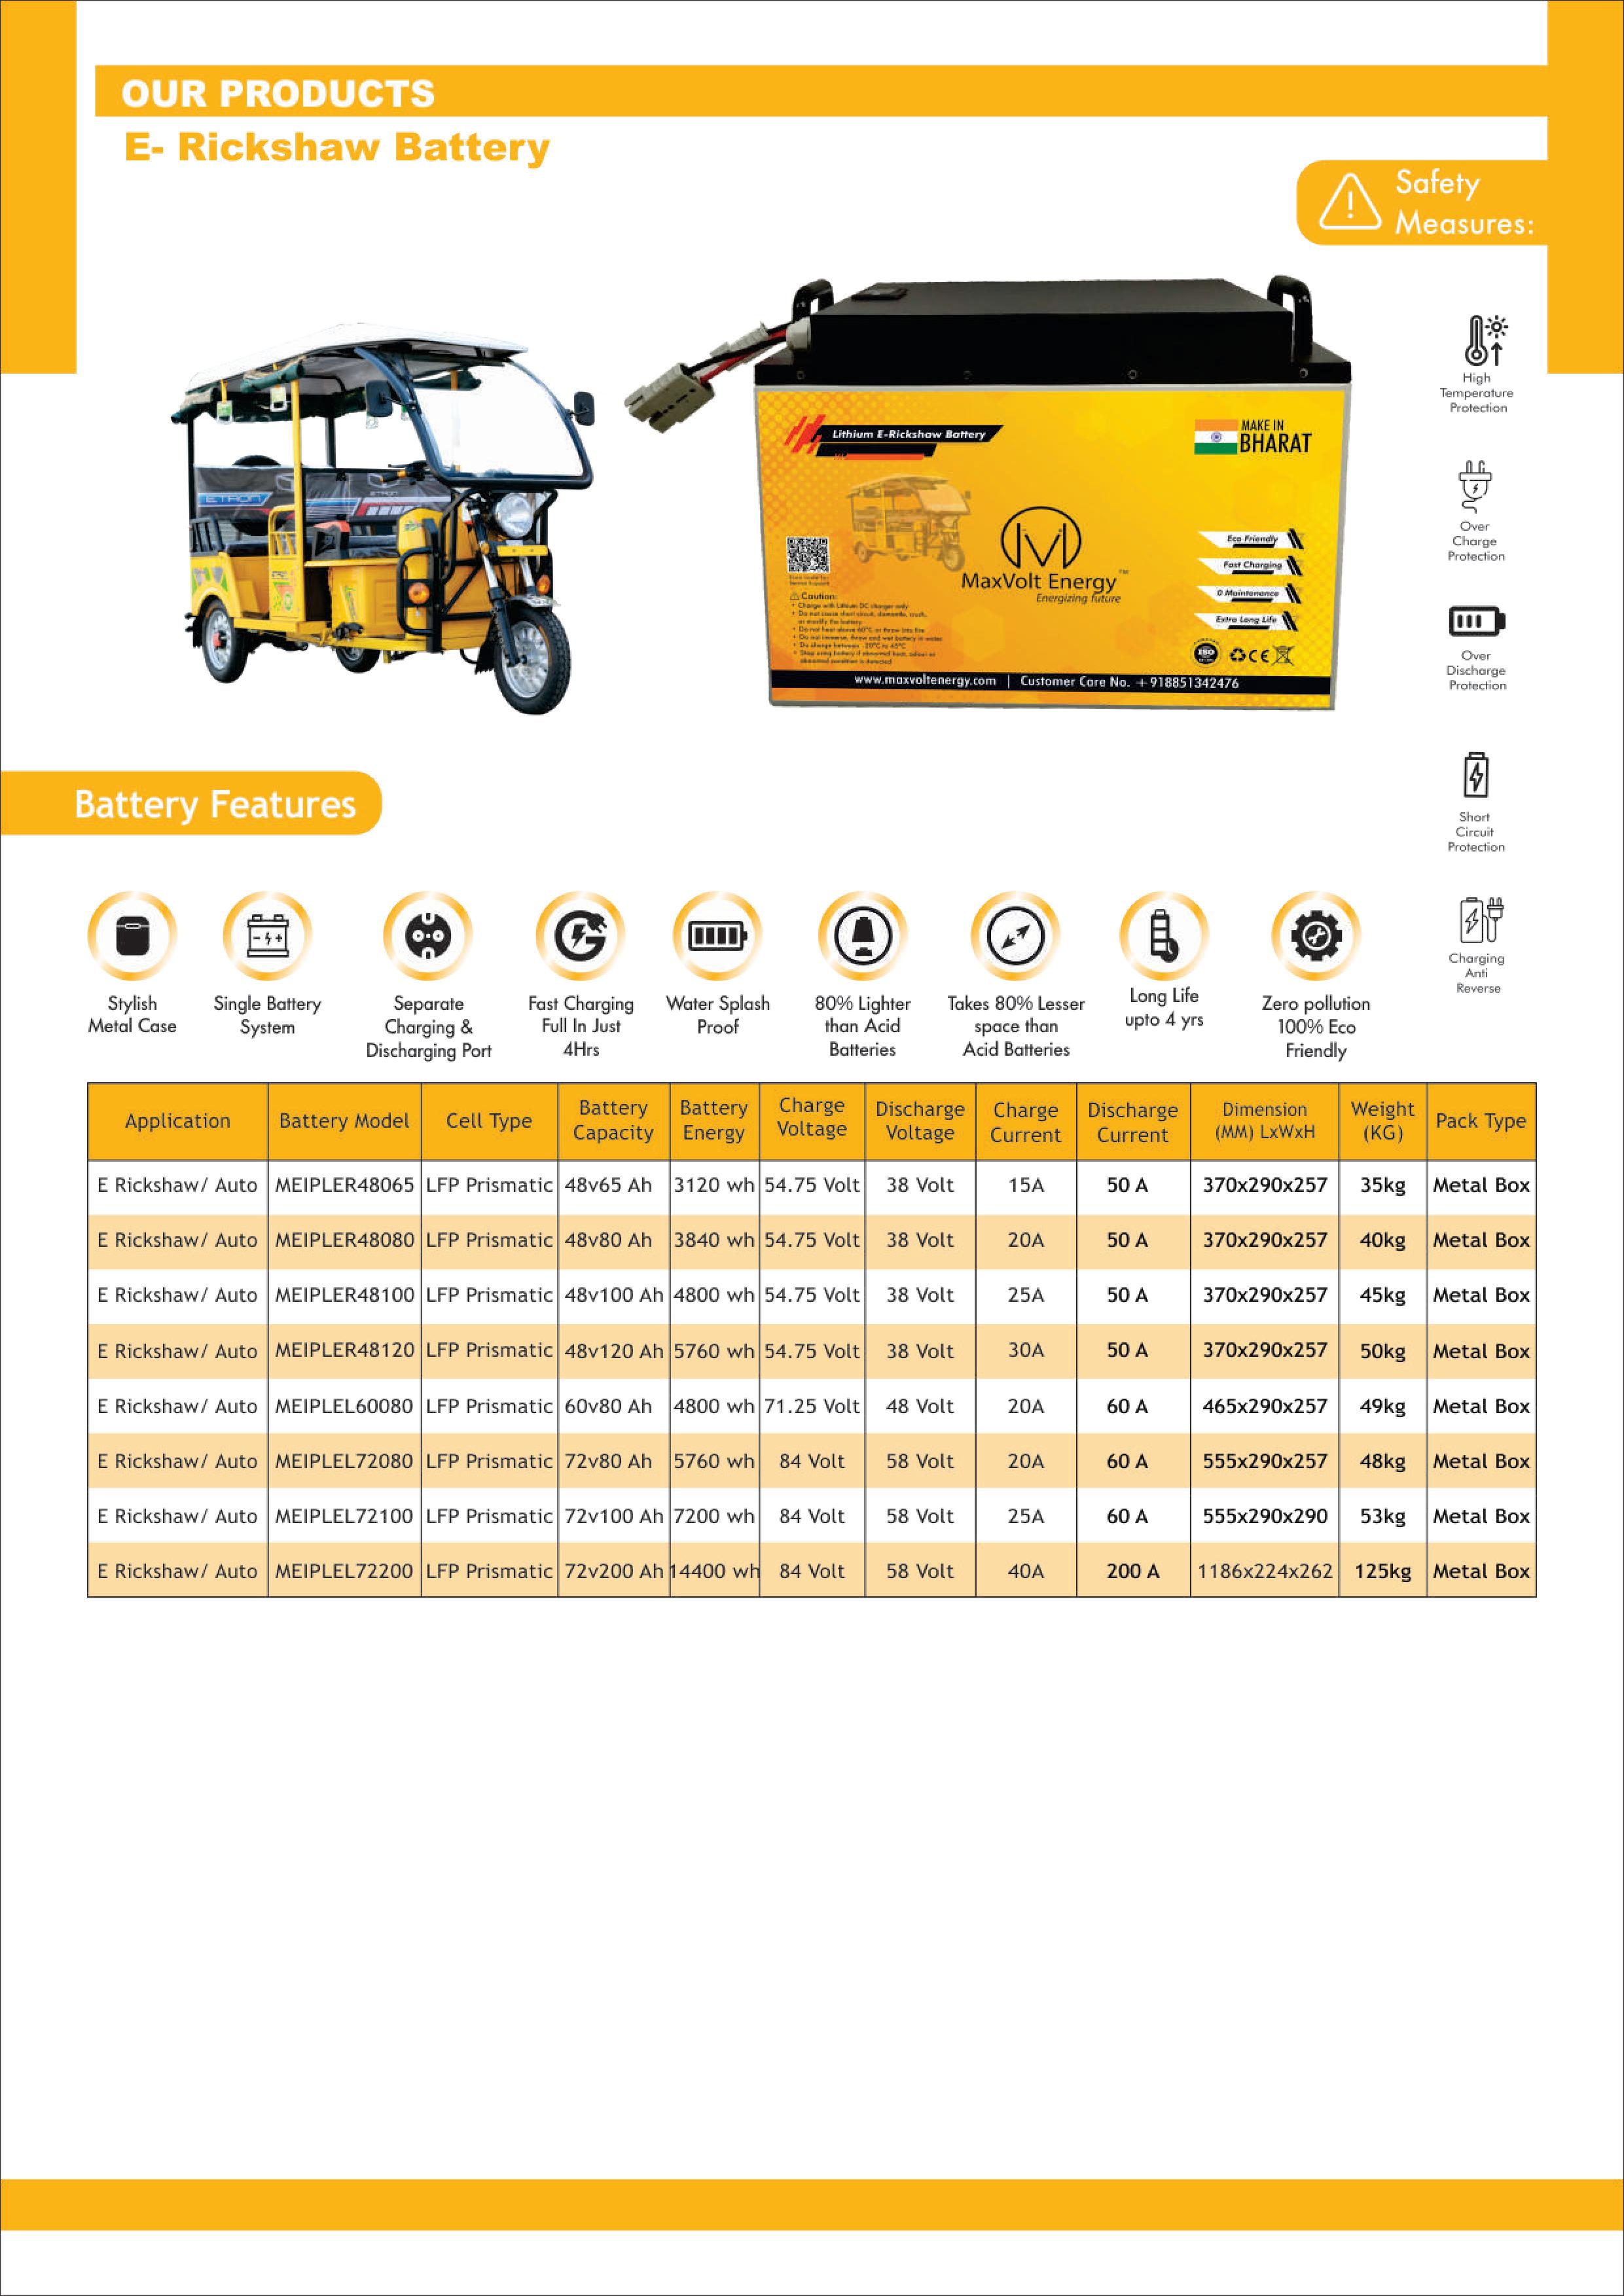 OUR PRODUCTS
E- Rickshaw Battery
Safety
Measures:
High
Temperature
Protection
Over
Charge
Protection
Over
Discharge
Protection
Short
Circuit
Protection
Charging
Anti
Reverse
ETRON
Lithium E-Rickshaw Battery
MAKE IN
BHARAT
MaxVolt Energy
Energizing future
Eco Friendly
Fast Charging
0 Maintenance
Extra Long Life
Caution:
ISO
CE
www.maxvoltenergy.com | Customer Care No. +918851342476
Battery Features
Stylish
Metal Case
Single Battery
System
Separate
Charging &
Discharging Port
Fast Charging
Full In Just
4Hrs
Water Splash
Proof
80% Lighter
than Acid
Batteries
Takes 80% Lesser
space than
Acid Batteries
Long Life
upto 4 yrs
Zero pollution
100% Eco
Friendly
Application Battery Model Cell Type Battery Capacity Battery Energy Charge Voltage Discharge Voltage Charge Current Discharge Current Dimension (MM) LxWxH Weight (KG) Pack Type
E Rickshaw/ Auto MEIPLER48065 LFP Prismatic 48v65 Ah 3120 wh 54.75 Volt 38 Volt 15A 50 A 370x290x257 35kg Metal Box
E Rickshaw/ Auto MEIPLER48080 LFP Prismatic 48v80 Ah 3840 wh 54.75 Volt 38 Volt 20A 50 A 370x290x257 40kg Metal Box
E Rickshaw/ Auto MEIPLER48100 LFP Prismatic 48v100 Ah 4800 wh 54.75 Volt 38 Volt 25A 50 A 370x290x257 45kg Metal Box
E Rickshaw/ Auto MEIPLER48120 LFP Prismatic 48v120 Ah 5760 wh 54.75 Volt 38 Volt 30A 50 A 370x290x257 50kg Metal Box
E Rickshaw/ Auto MEIPLEL60080 LFP Prismatic 60v80 Ah 4800 wh 71.25 Volt 48 Volt 20A 60 A 465x290x257 49kg Metal Box
E Rickshaw/ Auto MEIPLEL72080 LFP Prismatic 72v80 Ah 5760 wh 84 Volt 58 Volt 20A 60 A 555x290x257 48kg Metal Box
E Rickshaw/ Auto MEIPLEL72100 LFP Prismatic 72v100 Ah 7200 wh 84 Volt 58 Volt 25A 60 A 555x290x290 53kg Metal Box
E Rickshaw/ Auto MEIPLEL72200 LFP Prismatic 72v200 Ah 14400 wh 84 Volt 58 Volt 40A 200 A 1186x224x262 125kg Metal Box